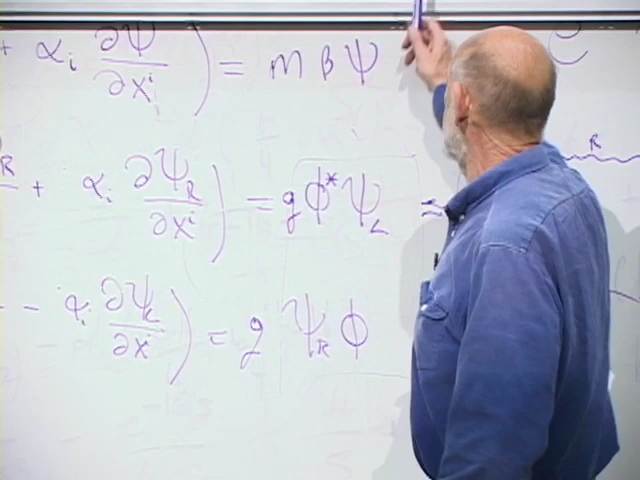 + αᵢ ∂Ψ/∂xⁱ ) = m β Ψ
R + αᵢ ∂Ψ_R/∂xⁱ ) = g ϕ* Ψ_L =
- - αᵢ ∂Ψ_L/∂xⁱ ) = g Ψ_R ϕ
R